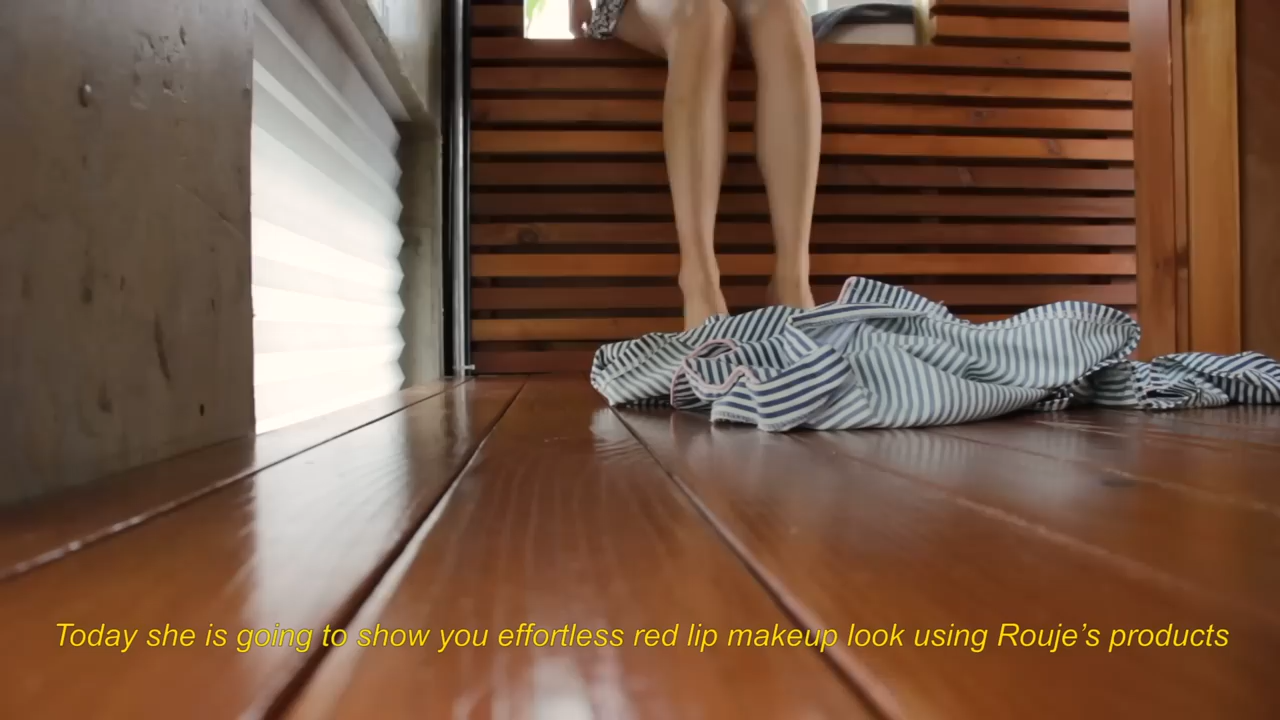 Today she is going to show you effortless red lip makeup look using Rouje’s products